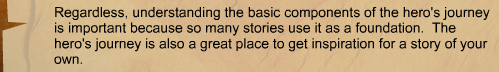 Regardless, understanding the basic components of the hero's journey
is important because so many stories use it as a foundation.  The
hero's journey is also a great place to get inspiration for a story of your
own.